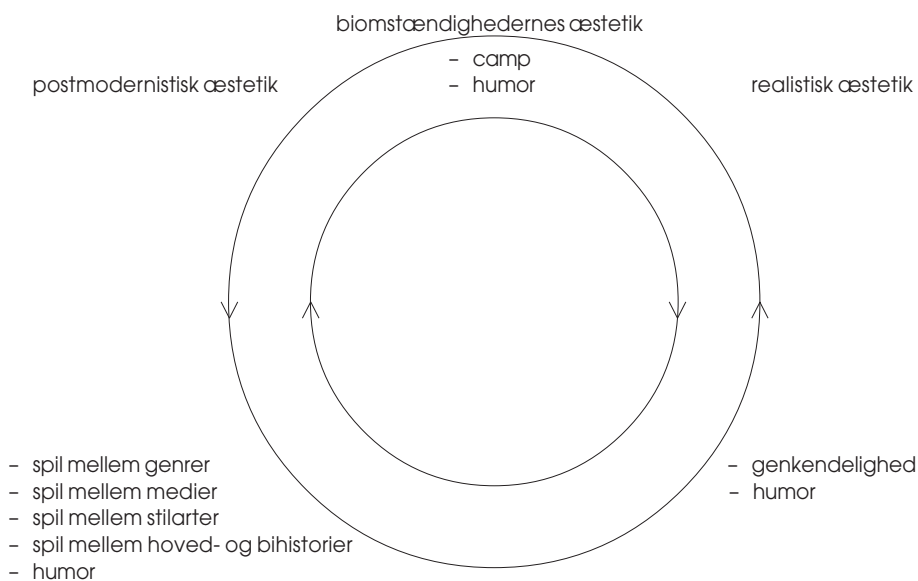 biomstændighedernes æstetik
– camp
– humor
postmodernistisk æstetik
realistisk æstetik
– spil mellem genrer
– spil mellem medier
– spil mellem stilarter
– spil mellem hoved- og bihistorier
– humor
– genkendelighed
– humor